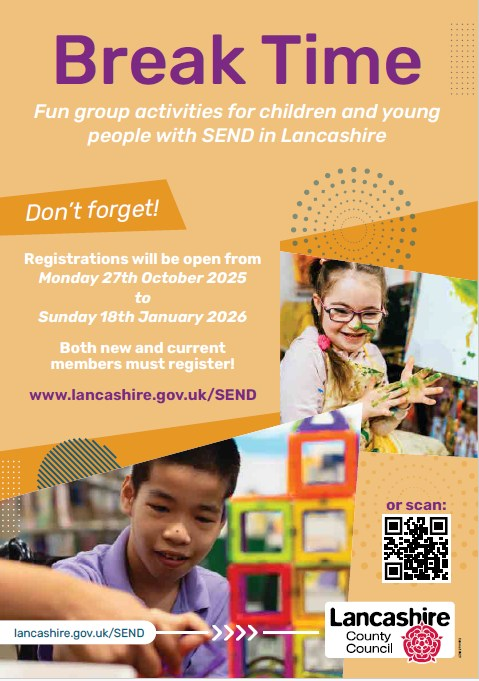 Break Time
Fun group activities for children and young
people with SEND in Lancashire
Don't forget!
Registrations will be open from
Monday 27th October 2025
to
Sunday 18th January 2026
Both new and current
members must register!
www.lancashire.gov.uk/SEND
or scan:
lancashire.gov.uk/SEND
Lancashire
County
Council